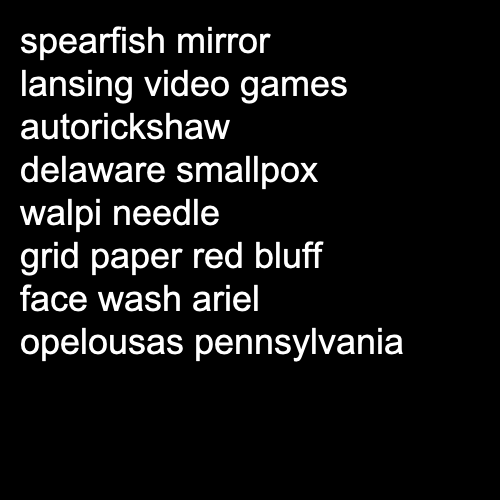 spearfish mirror
lansing video games
autorickshaw
delaware smallpox
walpi needle
grid paper red bluff
face wash ariel
opelousas pennsylvania